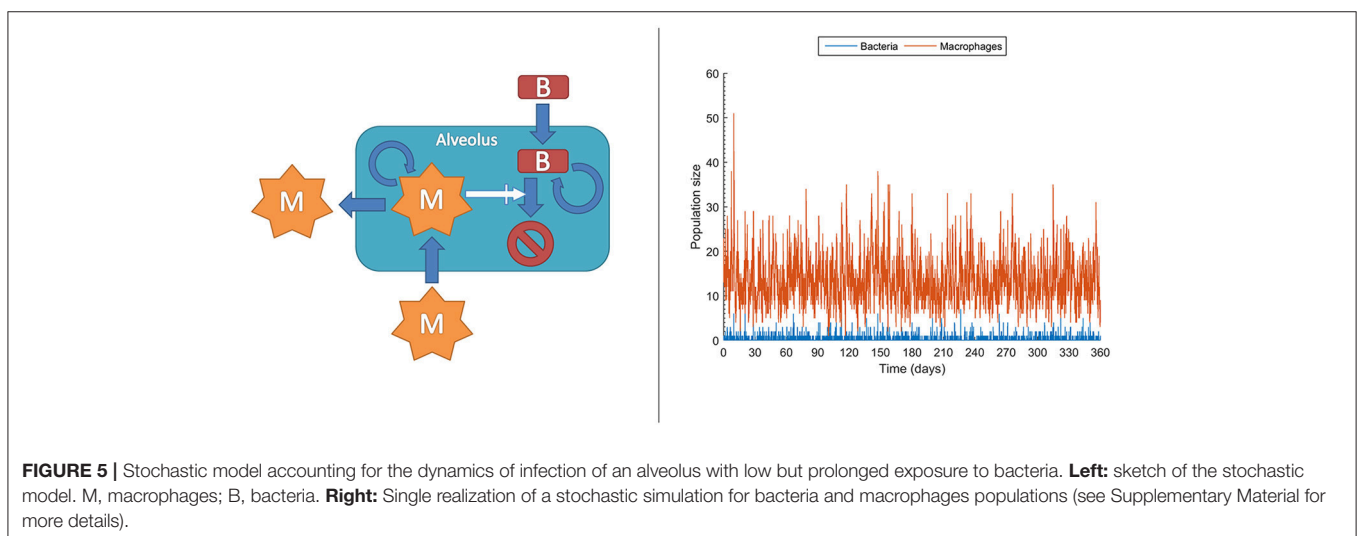 B
Alveolus
B
M
M
M
Bacteria
Macrophages
Population size
60
50
40
30
20
10
0
0 30 60 90 120 150 180 210 240 270 300 330 360
Time (days)
FIGURE 5 | Stochastic model accounting for the dynamics of infection of an alveolus with low but prolonged exposure to bacteria. Left: sketch of the stochastic
model. M, macrophages; B, bacteria. Right: Single realization of a stochastic simulation for bacteria and macrophages populations (see Supplementary Material for
more details).